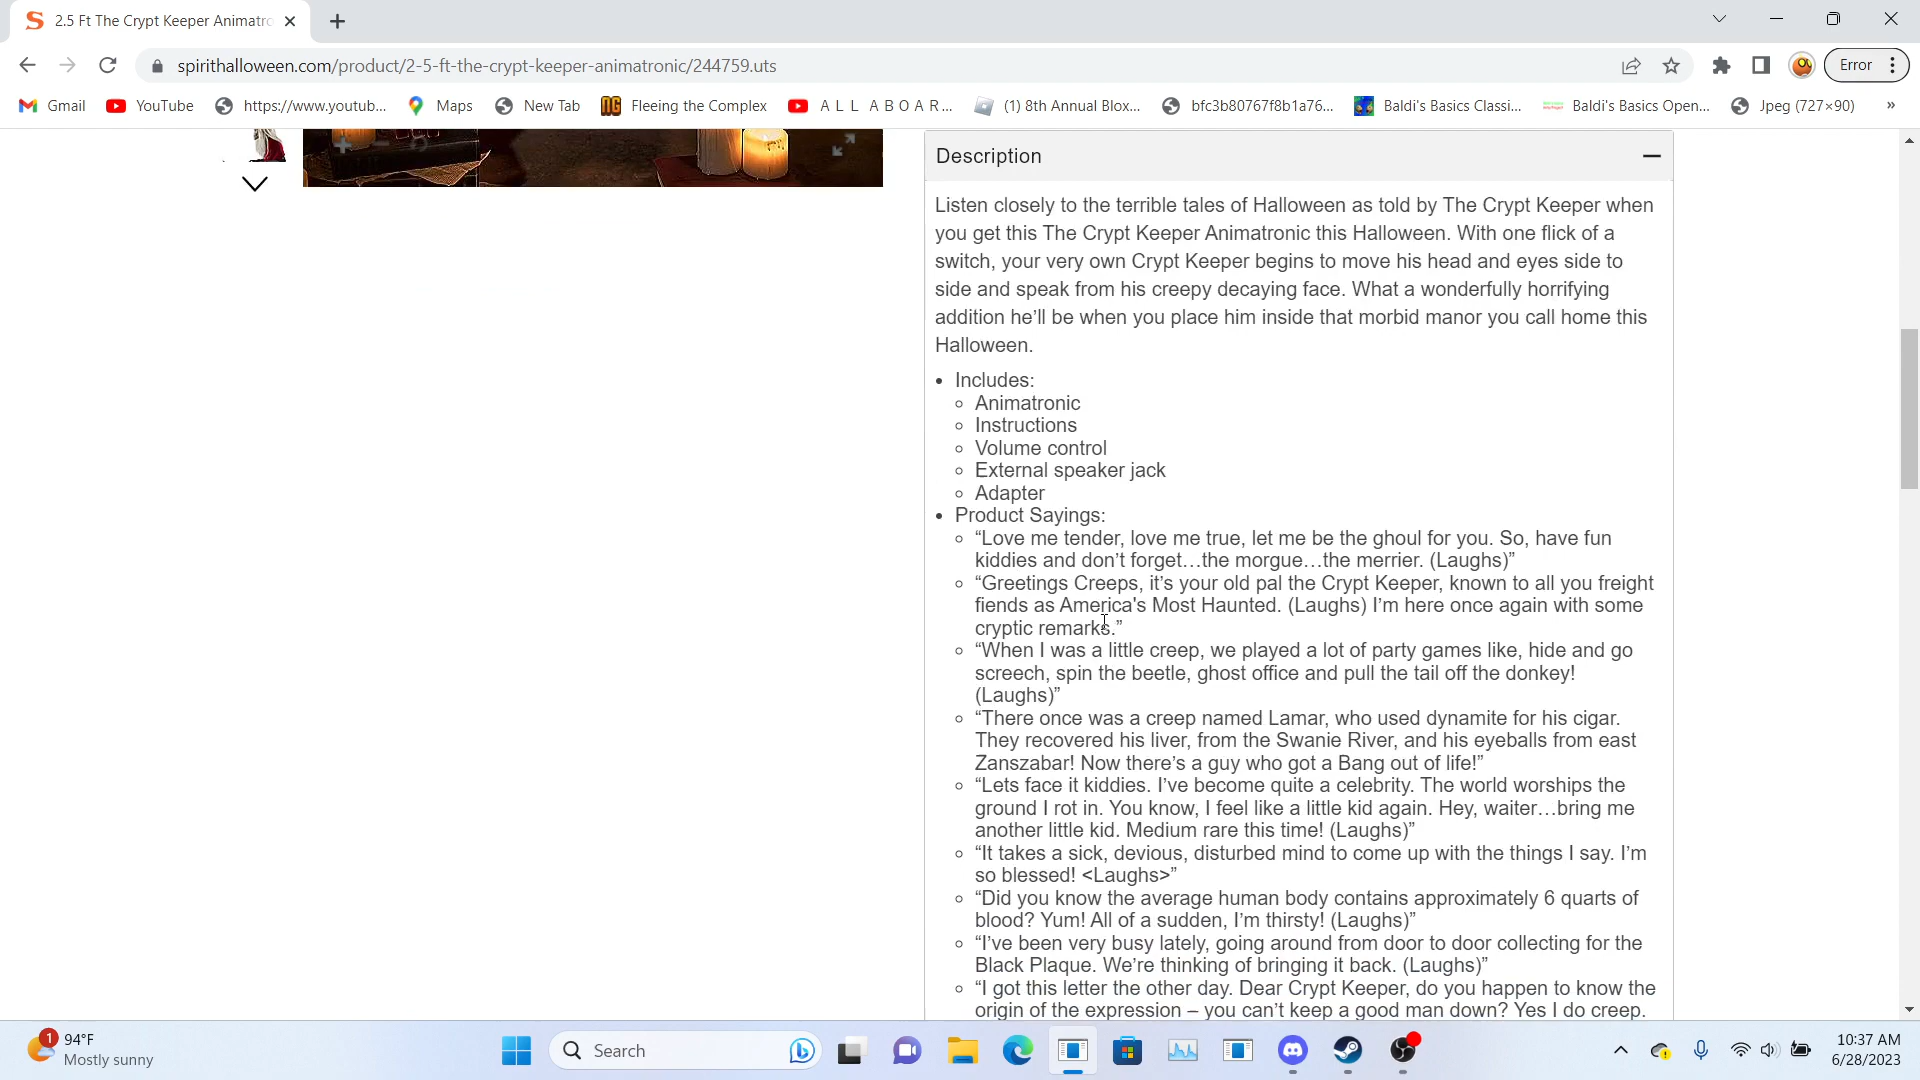 2.5 Ft The Crypt Keeper Animatro
spirithalloween.com/product/2-5-ft-the-crypt-keeper-animatronic/244759.uts
Error
Gmail
YouTube
https://www.youtub...
Maps
New Tab
Fleeing the Complex
A L L A B O A R...
(1) 8th Annual Blox...
bfc3b80767f8b1a76...
Baldi's Basics Classi...
Baldi's Basics Open...
Jpeg (727×90)
»
Description
Listen closely to the terrible tales of Halloween as told by The Crypt Keeper when
you get this The Crypt Keeper Animatronic this Halloween. With one flick of a
switch, your very own Crypt Keeper begins to move his head and eyes side to
side and speak from his creepy decaying face. What a wonderfully horrifying
addition he’ll be when you place him inside that morbid manor you call home this
Halloween.
• Includes:
Animatronic
Instructions
Volume control
External speaker jack
Adapter
• Product Sayings:
“Love me tender, love me true, let me be the ghoul for you. So, have fun
kiddies and don’t forget…the morgue…the merrier. (Laughs)”
“Greetings Creeps, it’s your old pal the Crypt Keeper, known to all you freight
fiends as America's Most Haunted. (Laughs) I’m here once again with some
cryptic remarks.”
“When I was a little creep, we played a lot of party games like, hide and go
screech, spin the beetle, ghost office and pull the tail off the donkey!
(Laughs)”
“There once was a creep named Lamar, who used dynamite for his cigar.
They recovered his liver, from the Swanie River, and his eyeballs from east
Zanszabar! Now there’s a guy who got a Bang out of life!”
“Lets face it kiddies. I’ve become quite a celebrity. The world worships the
ground I rot in. You know, I feel like a little kid again. Hey, waiter…bring me
another little kid. Medium rare this time! (Laughs)”
“It takes a sick, devious, disturbed mind to come up with the things I say. I’m
so blessed! <Laughs>”
“Did you know the average human body contains approximately 6 quarts of
blood? Yum! All of a sudden, I’m thirsty! (Laughs)”
“I’ve been very busy lately, going around from door to door collecting for the
Black Plaque. We’re thinking of bringing it back. (Laughs)”
“I got this letter the other day. Dear Crypt Keeper, do you happen to know the
origin of the expression – you can’t keep a good man down? Yes I do creep.
1
94°F
Mostly sunny
Search
10:37 AM
6/28/2023